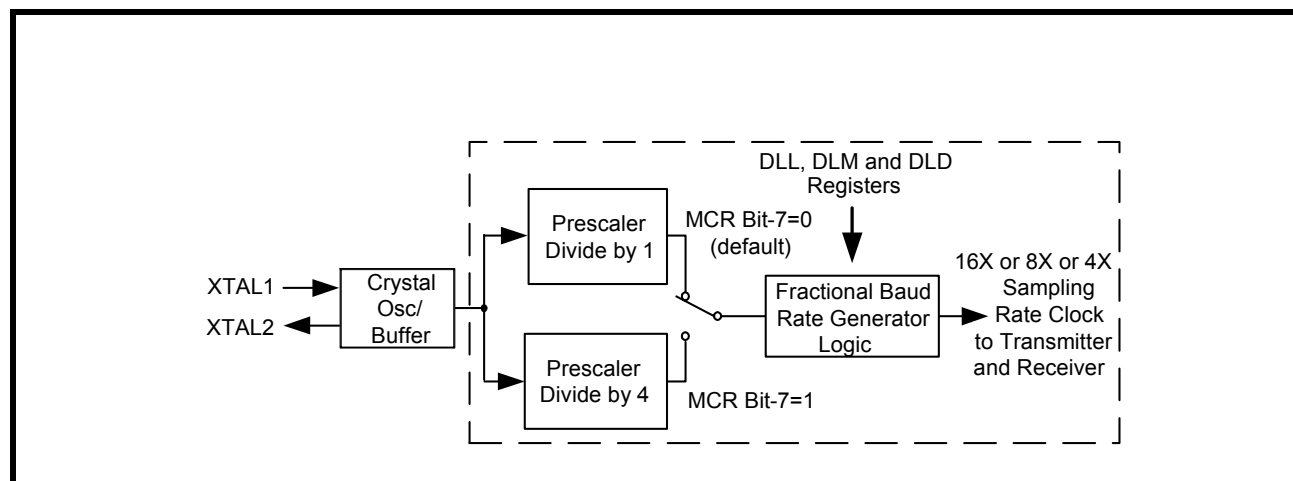 DLL, DLM and DLD
Registers
Prescaler
Divide by 1
MCR Bit-7=0
(default)
XTAL1
XTAL2
Crystal
Osc/
Buffer
Fractional Baud
Rate Generator
Logic
16X or 8X or 4X
Sampling
Rate Clock
to Transmitter
and Receiver
Prescaler
Divide by 4
MCR Bit-7=1